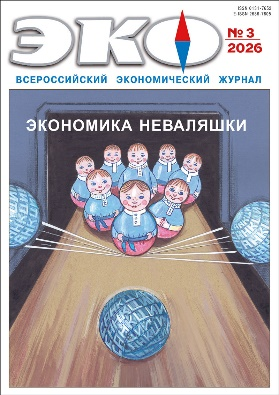 ЭКО
№ 3
2026
ВСЕРОССИЙСКИЙ ЭКОНОМИЧЕСКИЙ ЖУРНАЛ
ЭКОНОМИКА НЕВАЛЯШКИ